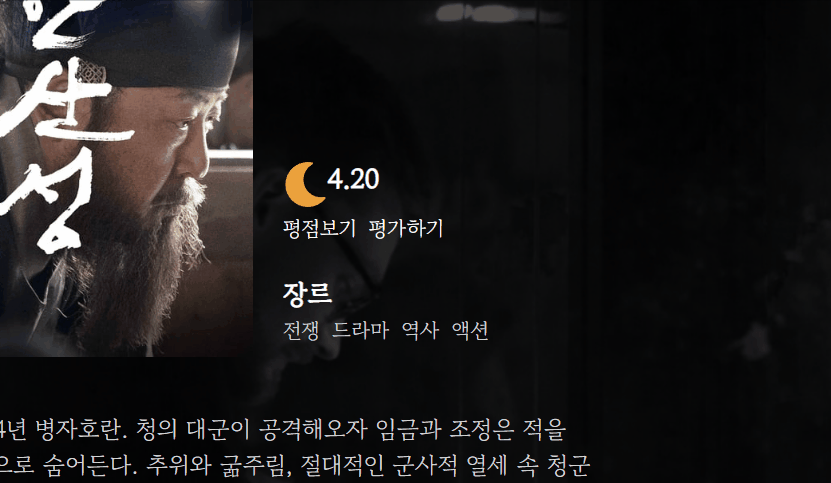 산
성
4.20
평점보기 평가하기
장르
전쟁 드라마 역사 액션
4년 병자호란. 청의 대군이 공격해오자 임금과 조정은 적을
으로 숨어든다. 추위와 굶주림, 절대적인 군사적 열세 속 청군